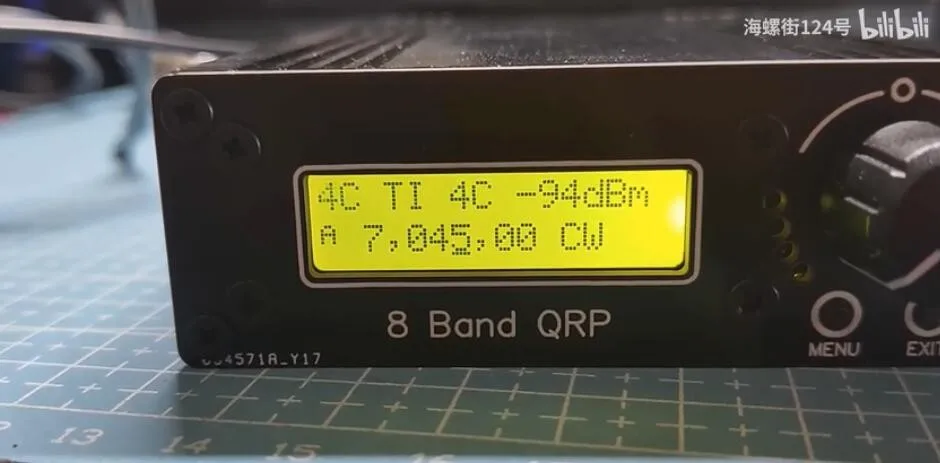 海螺街124号 bilibili
4C TI 4C -94dBm
A 7,045,00 CW
8 Band QRP
MENU
EXIT
4571A_Y17
13 14 15